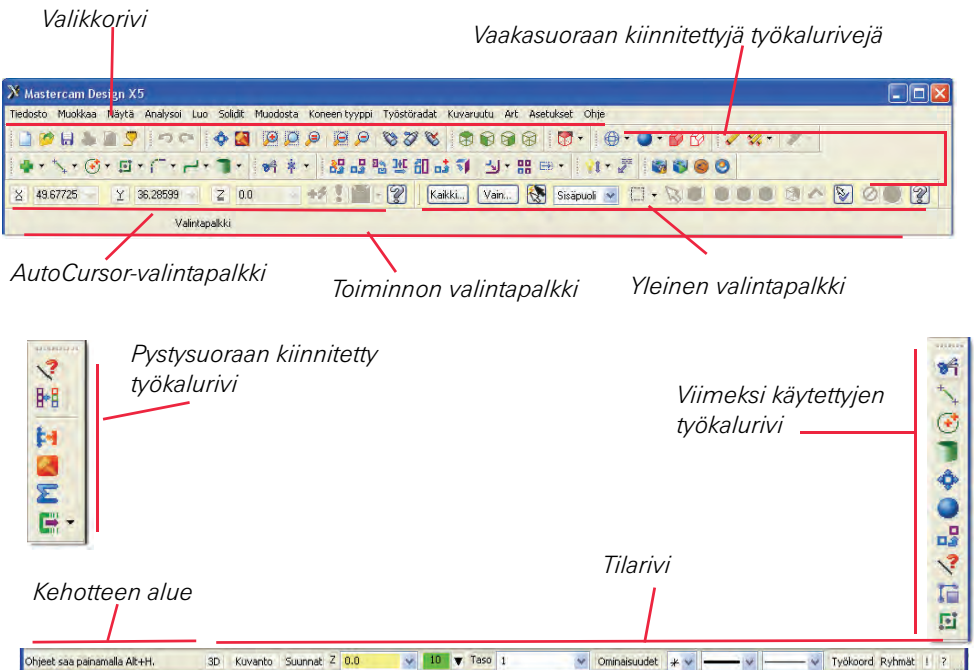 Valikkorivi
Vaakasuoraan kiinnitettyjä työkalurivejä
Mastercam Design X5
Tiedosto Muokkaa Näytä Analysoi Luo Solidit Muodosta Koneen tyyppi Työstöradat Kuvaruutu Art Asetukset Ohje
X 49.67725 Y 36.28599 Z 0.0 Kaikki... Vain... Sisäpuoli
Valintapalkki
AutoCursor-valintapalkki
Toiminnon valintapalkki
Yleinen valintapalkki
Pystysuoraan kiinnitetty
työkalurivi
Viimeksi käytettyjen
työkalurivi
Tilarivi
Kehotteen alue
Ohjeet saa painamalla Alt+H. 3D Kuvanto Suunnat Z 0.0 10 Taso 1 Ominaisuudet Työkoord Ryhmät ?